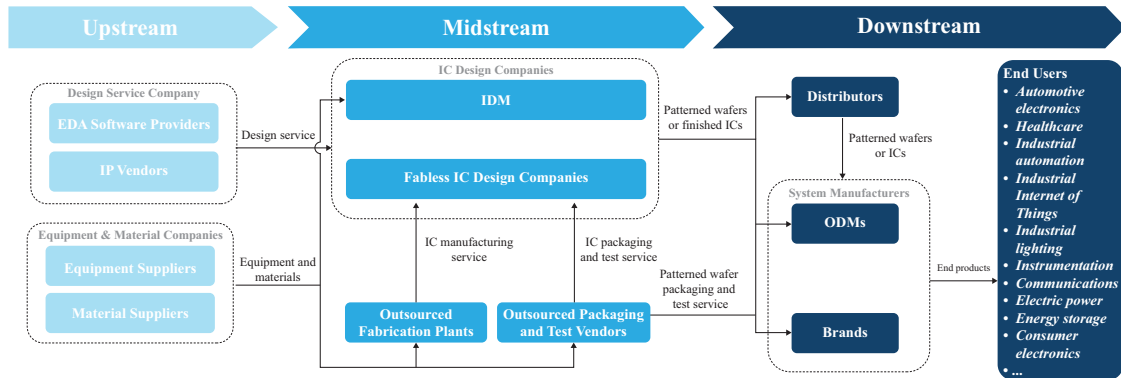 Upstream
Midstream
Downstream
Design Service Company
EDA Software Providers
IP Vendors
Equipment & Material Companies
Equipment Suppliers
Material Suppliers
Design service
Equipment and
materials
IC Design Companies
IDM
Fabless IC Design Companies
IC manufacturing
service
IC packaging
and test service
Outsourced
Fabrication Plants
Outsourced Packaging
and Test Vendors
Patterned wafers
or finished ICs
Patterned wafer
packaging and
test service
Distributors
Patterned wafers
or ICs
System Manufacturers
ODMs
Brands
End products
End Users
• Automotive
electronics
• Healthcare
• Industrial
automation
• Industrial
Internet of
Things
• Industrial
lighting
• Instrumentation
• Communications
• Electric power
• Energy storage
• Consumer
electronics
• ...